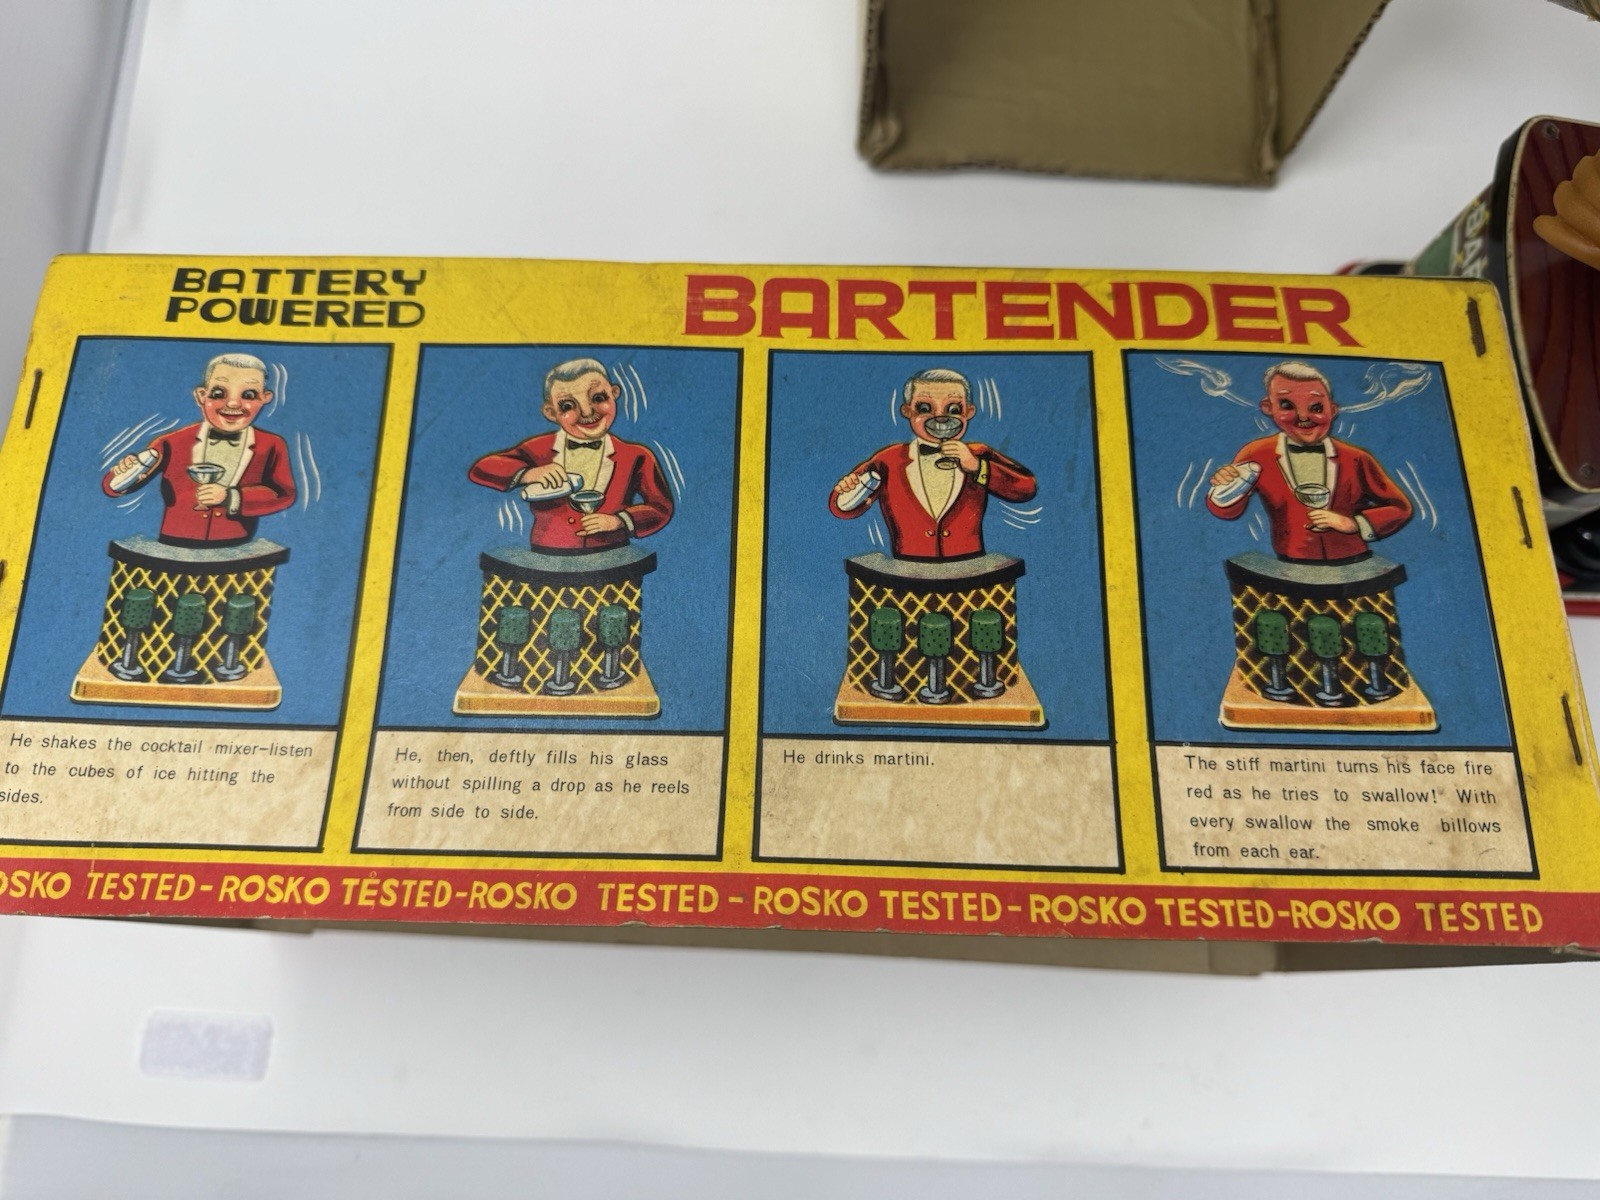 BATTERY
POWERED
BARTENDER
He shakes the cocktail mixer-listen
to the cubes of ice hitting the
sides.
He, then, deftly fills his glass
without spilling a drop as he reels
from side to side.
He drinks martini.
The stiff martini turns his face fire
red as he tries to swallow! With
every swallow the smoke billows
from each ear.
OSKO TESTED-ROSKO TESTED-ROSKO TESTED-ROSKO TESTED-ROSKO TESTED-ROSKO TESTED
BAR